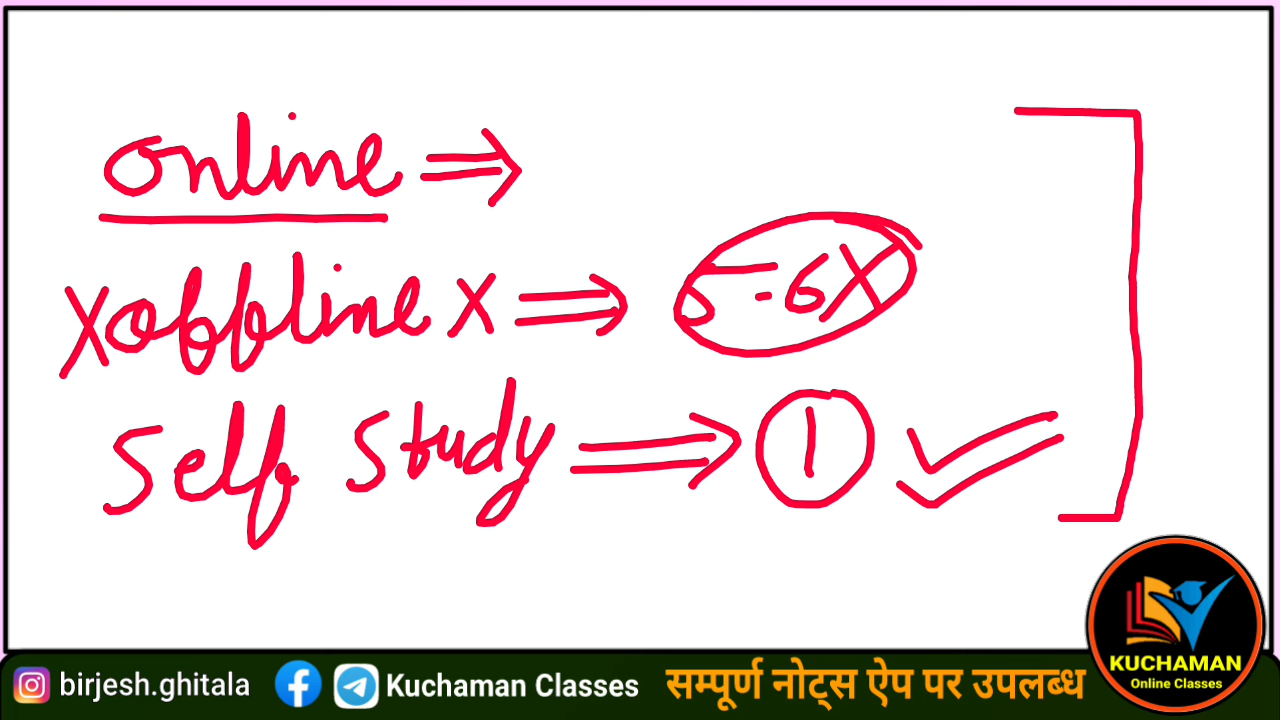 Online ⇒
X offline X ⇒ 5-6X
Self Study ⇒ 1 ✓
KUCHAMAN
Online Classes
birjesh.ghitala
Kuchaman Classes
सम्पूर्ण नोट्स ऐप पर उपलब्ध